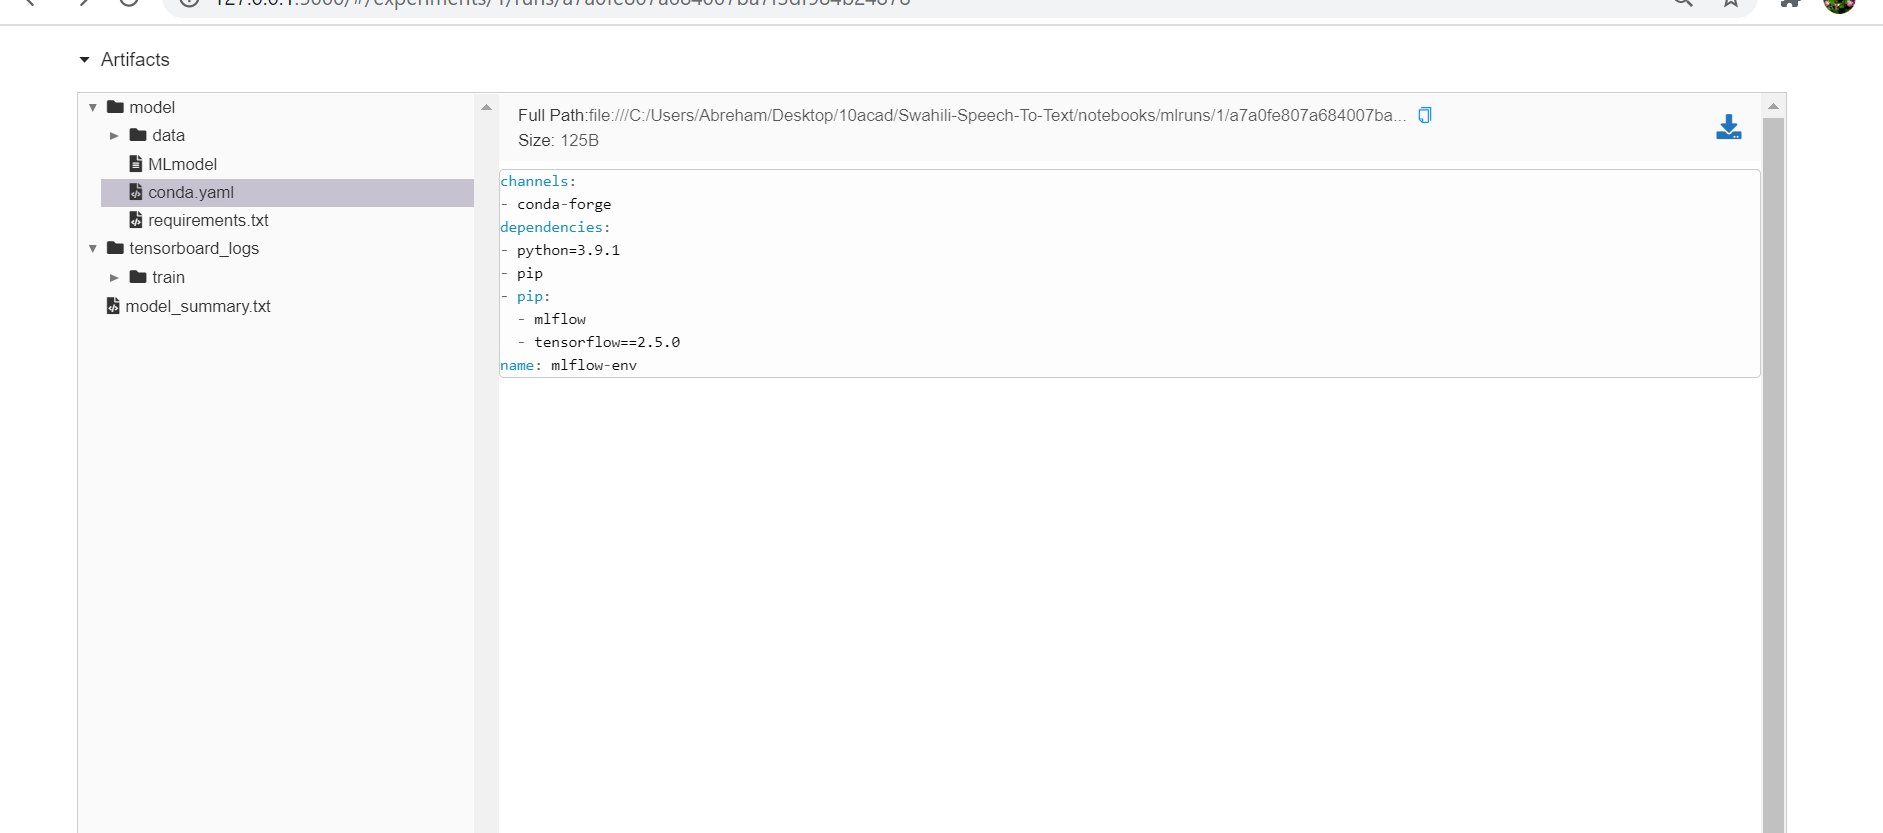 Artifacts
model
data
MLmodel
conda.yaml
requirements.txt
tensorboard_logs
train
model_summary.txt
Full Path:file:///C:/Users/Abreham/Desktop/10acad/Swahili-Speech-To-Text/notebooks/mlruns/1/a7a0fe807a684007ba...
Size: 125B
channels:
- conda-forge
dependencies:
- python=3.9.1
- pip
- pip:
  - mlflow
  - tensorflow==2.5.0
name: mlflow-env